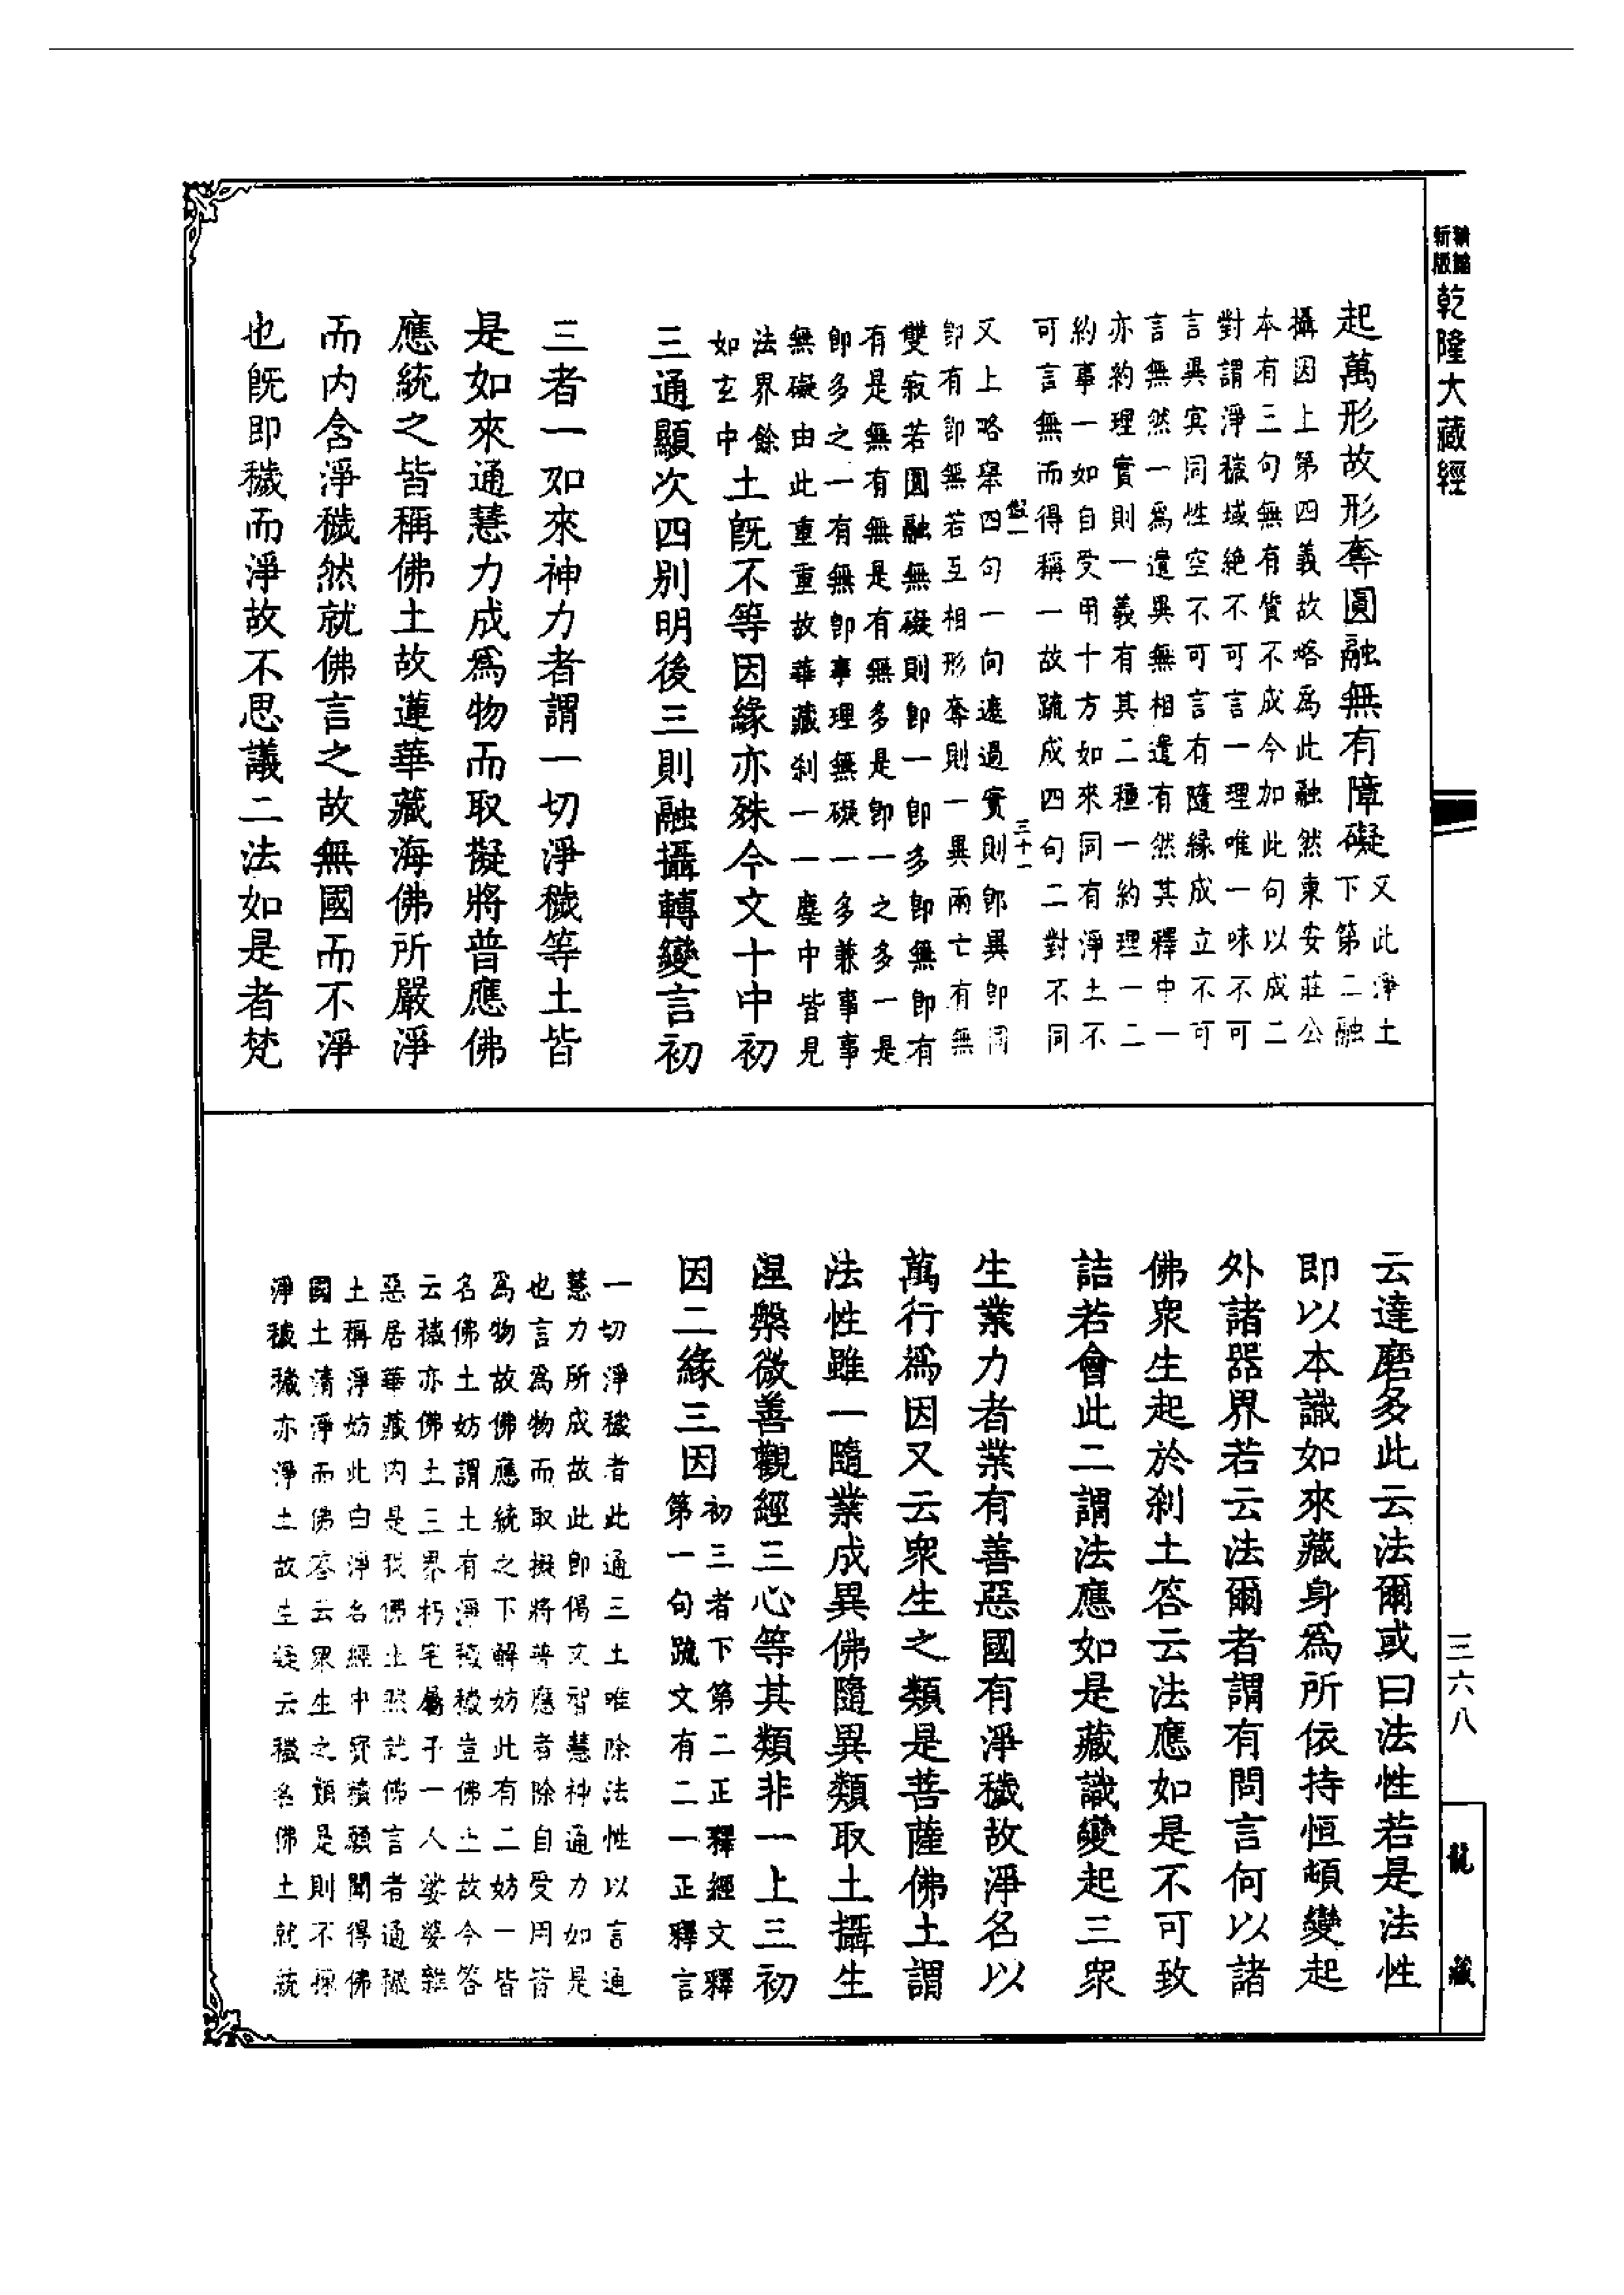 精縮新版
乾隆大藏經
起萬形故形奪圓融無有障礙又此淨土
下第二融
攝因上第四義故略為此融然東安莊公
本有三句無有質不成今加此句以成二
對謂淨穢域絕不可言一理唯一味不可
言異冥同性空不可言有隨緣成立不可
言無然一為遣異無相遣有然其釋中一
亦約理實則一義有其二種一約理一二
約事一如自受用十方如來同有淨土不
可言無而得稱一故䟽成四句二對不同
三十一
又上略舉四句一向遠過實則即異即同
即有即無若互相形奪則一異兩亡有無
雙寂若圓融無礙則即一即多即無即有
有是無有無是有無多是即一之多一是
即多之一有無即事理無礙一多兼事事
無礙由此重重故華藏剎一一塵中皆見
法界餘
如玄中土旣不等因緣亦殊今文十中初
三通顯次四别明後三則融攝轉變言初
三者一如來神力者謂一切淨穢等土皆
是如來通慧力成為物而取擬將普應佛
應統之皆稱佛土故蓮華藏海佛所嚴淨
而內含淨穢然就佛言之故無國而不淨
也旣即穢而淨故不思議二法如是者梵
云達磨多此云法爾或曰法性若是法性
即以本識如來藏身為所依持恒頓變起
外諸器界若云法爾者謂有問言何以諸
佛眾生起於剎土答云法應如是不可致
詰若會此二謂法應如是藏識變起三眾
生業力者業有善惡國有淨穢故淨名以
萬行為因又云眾生之類是菩薩佛土謂
法性雖一隨業成異佛隨異類取土攝生
涅槃微善觀經三心等其類非一上三初
因二緣三因初三者下第二正釋經文釋
第一句䟽文有二一正釋言
一切淨穢者此通三土唯除法性以言通
慧力所成故此即偈文智慧神通力如是
也言為物而取擬將普應者除自受用皆
為物故佛應統之下解妨此有二妨一皆
名佛土妨謂土有淨穢穢豈佛土故今答
云穢亦佛土三界朽宅屬于一人娑婆雜
惡居華藏內是我佛土然就佛言者通穢
土稱淨妨此白淨名經中寶積願聞得佛
國土清淨而佛答云眾生之類是則不揀
淨穢穢亦淨土故生疑云穢名佛土就統
三六八
龍藏